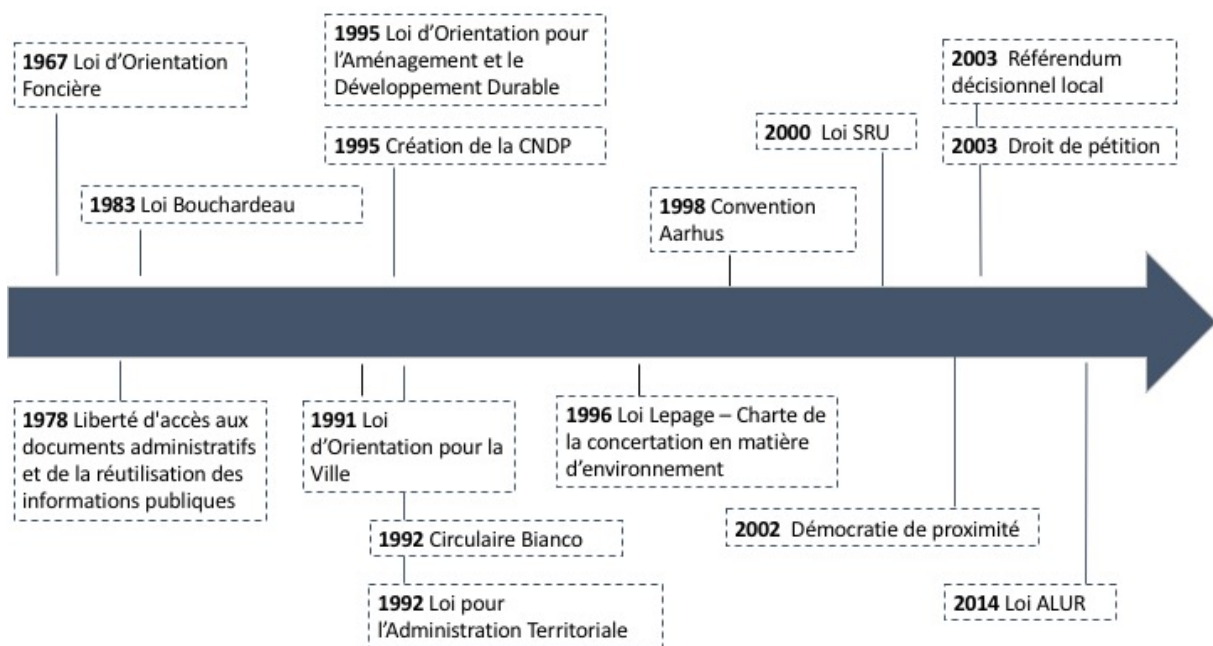 1967 Loi d'Orientation
Foncière
1995 Loi d'Orientation pour
l'Aménagement et le
Développement Durable
2003 Référendum
décisionnel local
1995 Création de la CNDP
2000 Loi SRU
2003 Droit de pétition
1983 Loi Bouchardeau
1998 Convention
Aarhus
1978 Liberté d'accès aux
documents administratifs
et de la réutilisation des
informations publiques
1991 Loi
d'Orientation pour la
Ville
1996 Loi Lepage – Charte de
la concertation en matière
d'environnement
1992 Circulaire Bianco
2002 Démocratie de proximité
1992 Loi pour
l'Administration Territoriale
2014 Loi ALUR